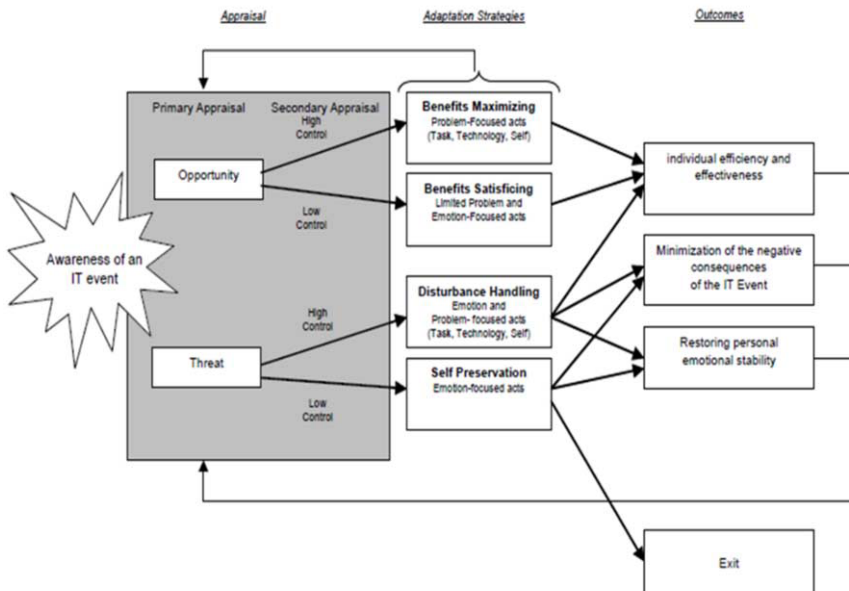 Appraisal
Adaptation Strategies
Outcomes
Primary Appraisal
Secondary Appraisal
High
Control
Opportunity
Low
Control
Awareness of an
IT event
High
Control
Threat
Low
Control
Benefits Maximizing
Problem-Focused acts
(Task, Technology, Self)
Benefits Satisficing
Limited Problem and
Emotion-Focused acts
Disturbance Handling
Emotion and
Problem- focused acts
(Task, Technology, Self)
Self Preservation
Emotion-focused acts
individual efficiency and
effectiveness
Minimization of the negative
consequences
of the IT Event
Restoring personal
emotional stability
Exit